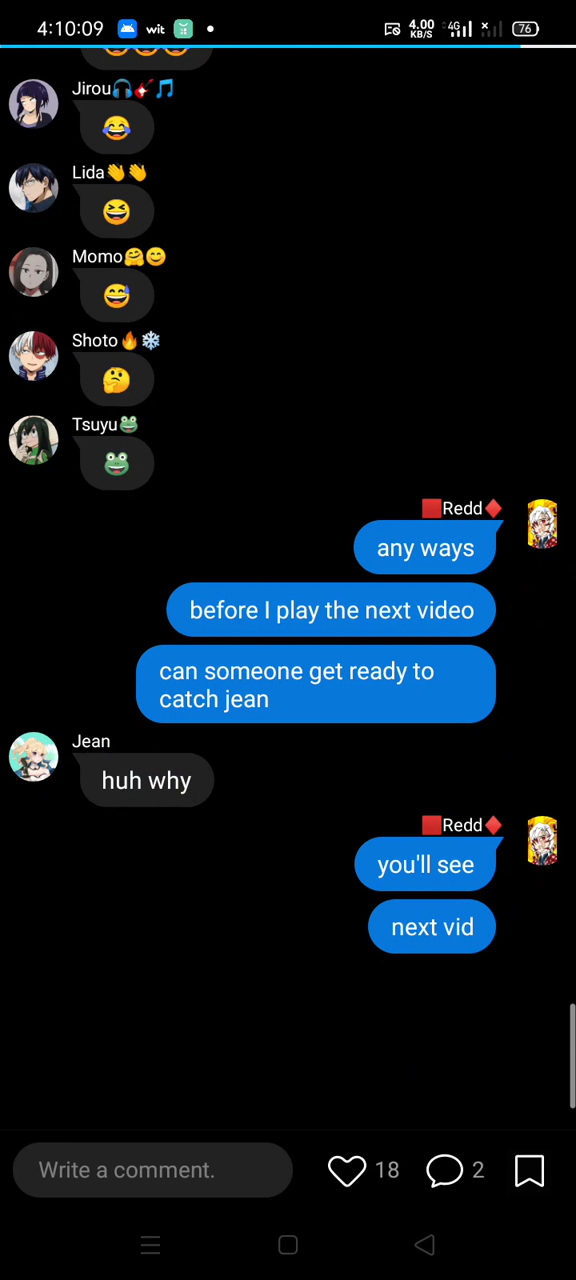 4:10:09 wit 4.00 KB/S 4G 76
Jirou🎧🎸🎵
😂
Lida👏👏
😆
Momo🤗😊
😅
Shoto🔥❄️
🤔
Tsuyu🐸
🐸
🟥Redd♦️
any ways
before I play the next video
can someone get ready to
catch jean
Jean
huh why
🟥Redd♦️
you'll see
next vid
Write a comment. 18 2